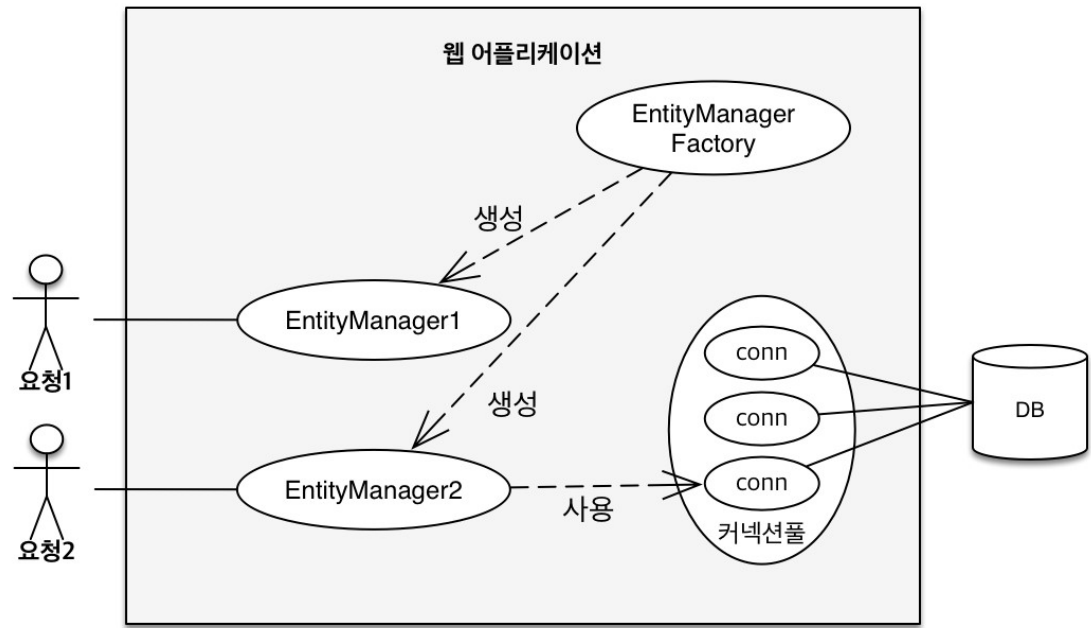 웹 어플리케이션
EntityManager
Factory
생성
EntityManager1
요청1
conn
생성
conn
DB
EntityManager2
conn
사용
커넥션풀
요청2